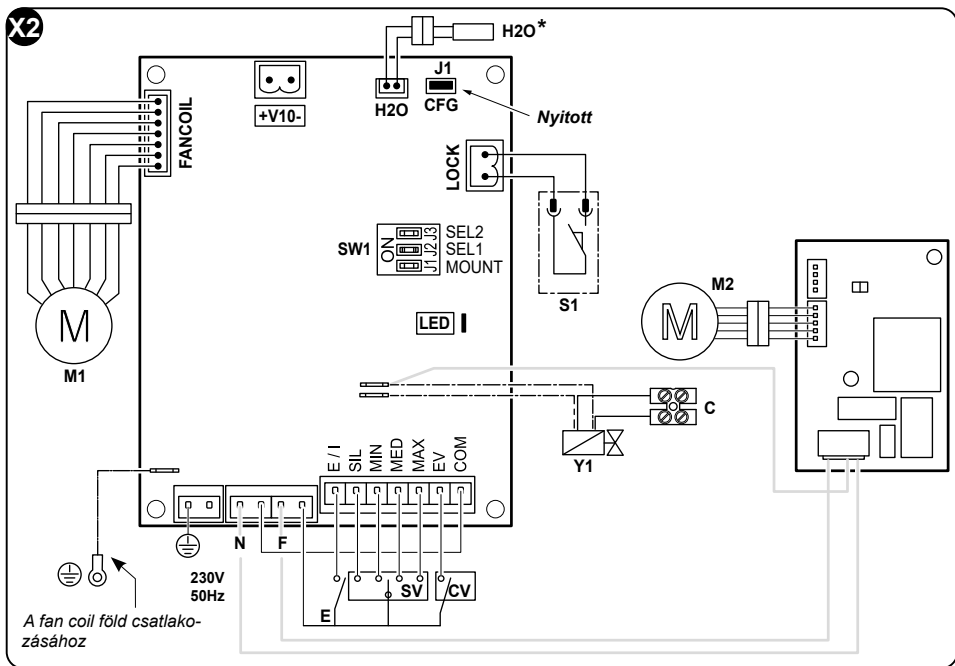 X2
H2O*
J1
+V10-
H2O
CFG
Nyitott
FANCOIL
LOCK
SW1
ON
J1 J2 J3
SEL2
SEL1
MOUNT
S1
M2
M
M
M1
LED
C
Y1
E / I
SIL
MIN
MED
MAX
EV
COM
N
F
230V
50Hz
E
SV
CV
A fan coil föld csatlako-
zásához